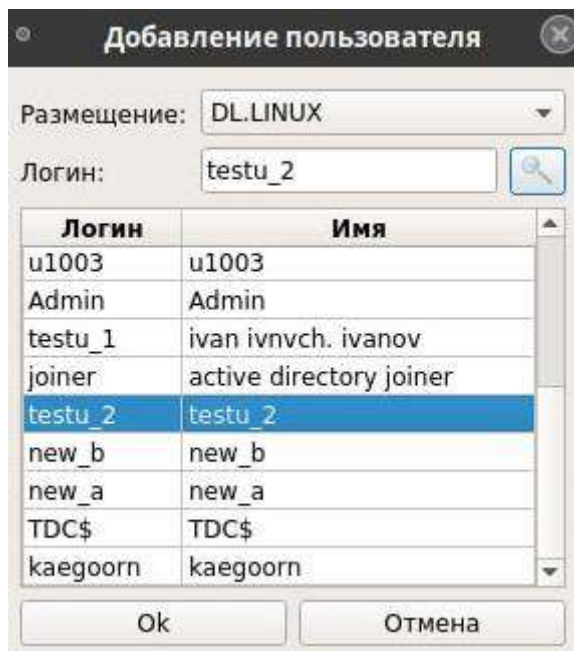 Добавление пользователя
Размещение: DL.LINUX
Логин: testu_2
Логин Имя
u1003 u1003
Admin Admin
testu_1 ivan ivnvch. ivanov
joiner active directory joiner
testu_2 testu_2
new_b new_b
new_a new_a
TDC$ TDC$
kaegoorn kaegoorn
Ok Отмена